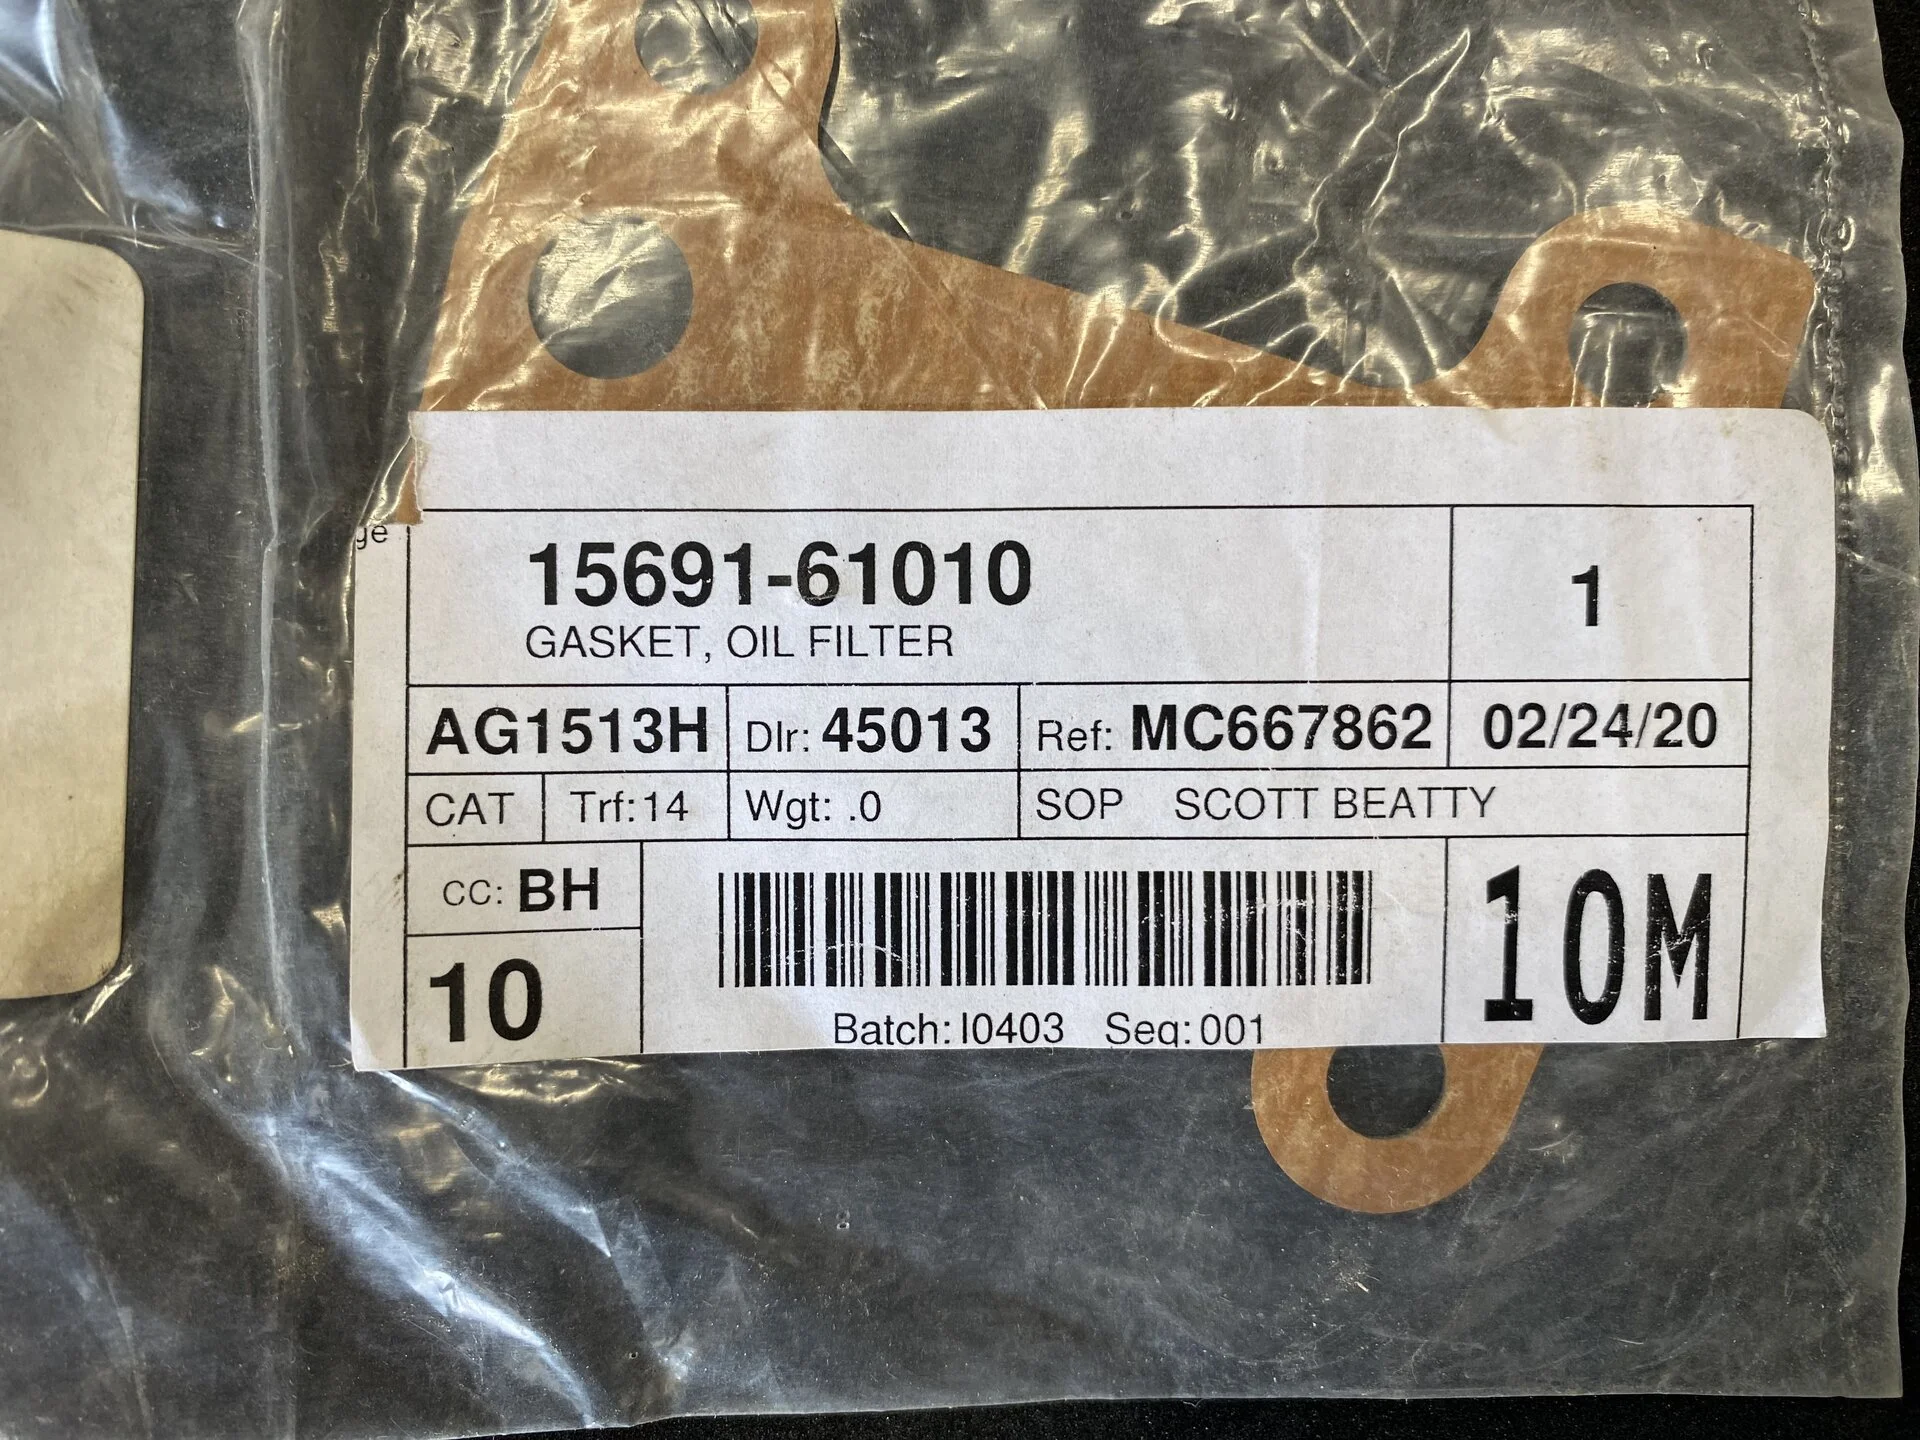 ge
15691-61010
1
GASKET, OIL FILTER
AG1513H
Dlr: 45013
Ref: MC667862
02/24/20
CAT
Trf: 14
Wgt: .0
SOP SCOTT BEATTY
CC: BH
10
10M
Batch: I0403 Seq: 001